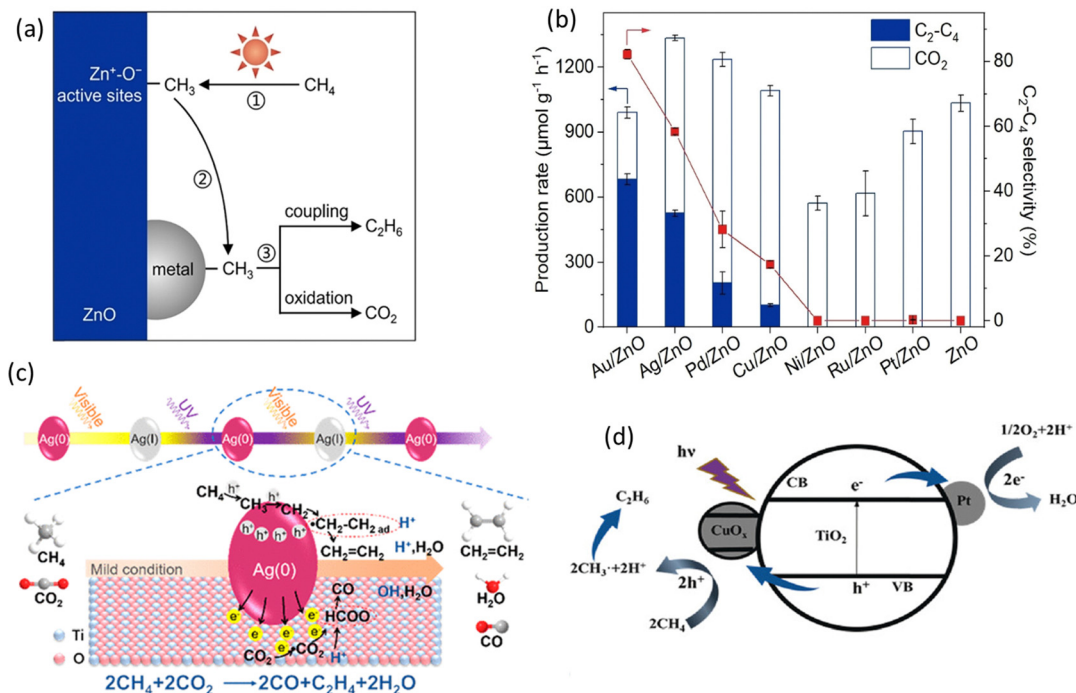 (a)
Zn⁺-O⁻
active sites
CH₃
①
CH₄
②
metal
CH₃
③
coupling
C₂H₆
oxidation
CO₂
ZnO
(b)
Production rate (μmol g⁻¹ h⁻¹)
1200
900
600
300
0
C₂-C₄
CO₂
80
60
40
20
0
C₂-C₄ selectivity (%)
Au/ZnO
Ag/ZnO
Pd/ZnO
Cu/ZnO
Ni/ZnO
Ru/ZnO
Pt/ZnO
ZnO
(c)
Visible
UV
Visible
UV
Ag(0)
Ag(I)
Ag(0)
Ag(I)
Ag(0)
CH₄
h⁺
CH₃
h⁺
CH₂
•CH₂-CH₂ ad
H⁺
h⁺
h⁺ h⁺ h⁺ h⁺
CH₂=CH₂
H⁺,H₂O
CH₄
CO₂
Mild condition
Ag(0)
CO
OH,H₂O
CH₂=CH₂
H₂O
CO
e e e e e
HCOO
CO₂
CO₂⁻
H⁺
Ti
O
2CH₄+2CO₂ → 2CO+C₂H₄+2H₂O
(d)
hν
CB
e⁻
1/2O₂+2H⁺
2e⁻
H₂O
Pt
C₂H₆
CuOₓ
TiO₂
2CH₃·+2H⁺
2h⁺
h⁺
VB
2CH₄